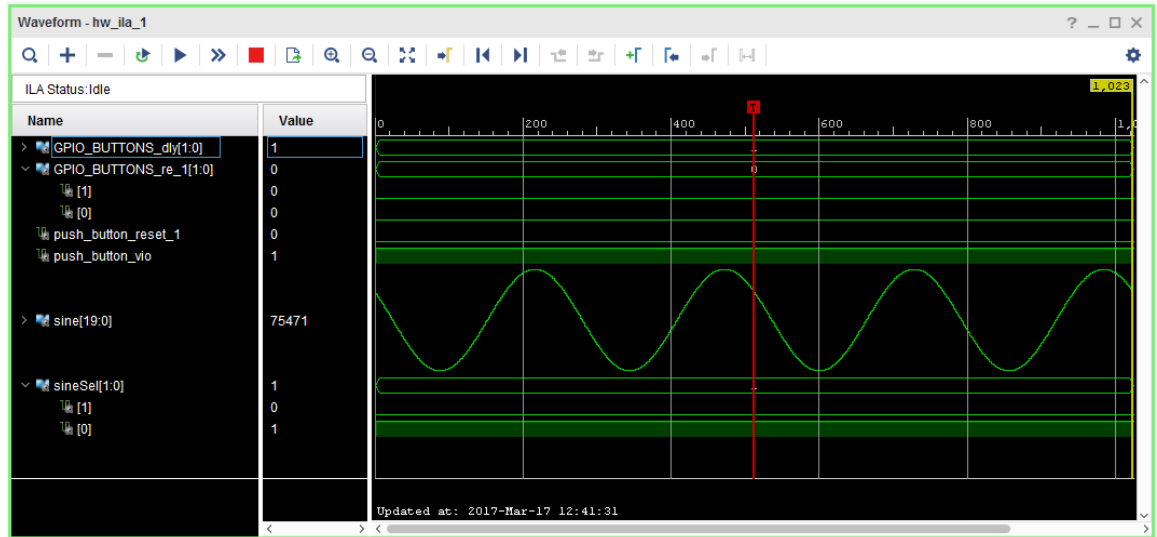 Waveform - hw_ila_1
ILA Status:Idle
1,023
Name Value
T
0 200 400 600 800 1,0
GPIO_BUTTONS_dly[1:0] 1
GPIO_BUTTONS_re_1[1:0] 0 0
[1] 0
[0] 0
push_button_reset_1 0
push_button_vio 1
sine[19:0] 75471
sineSel[1:0] 1
[1] 0
[0] 1
Updated at: 2017-Mar-17 12:41:31